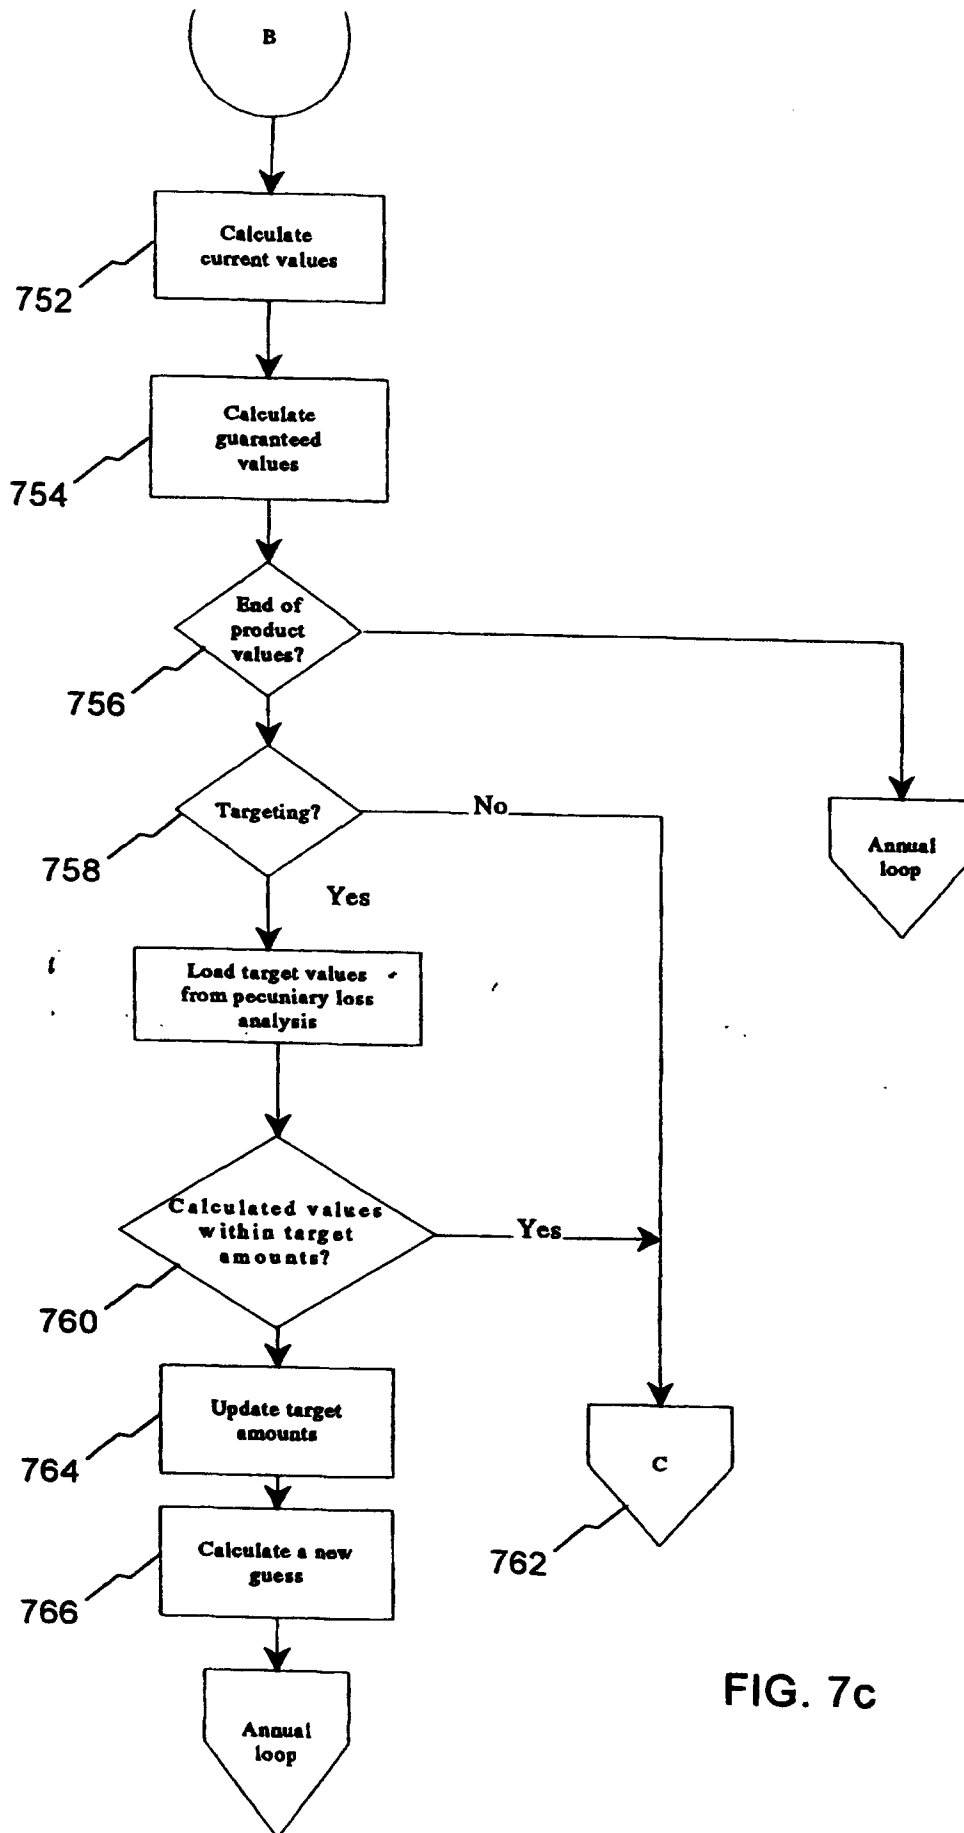 B
Calculate
current values
752
Calculate
guaranteed
values
754
End of
product
values?
756
Targeting?
No
758
Annual
loop
Yes
Load target values
from pecuniary loss
analysis
Calculated values
within target
amounts?
Yes
760
Update target
amounts
764
C
762
Calculate a new
guess
766
Annual
loop
FIG. 7c